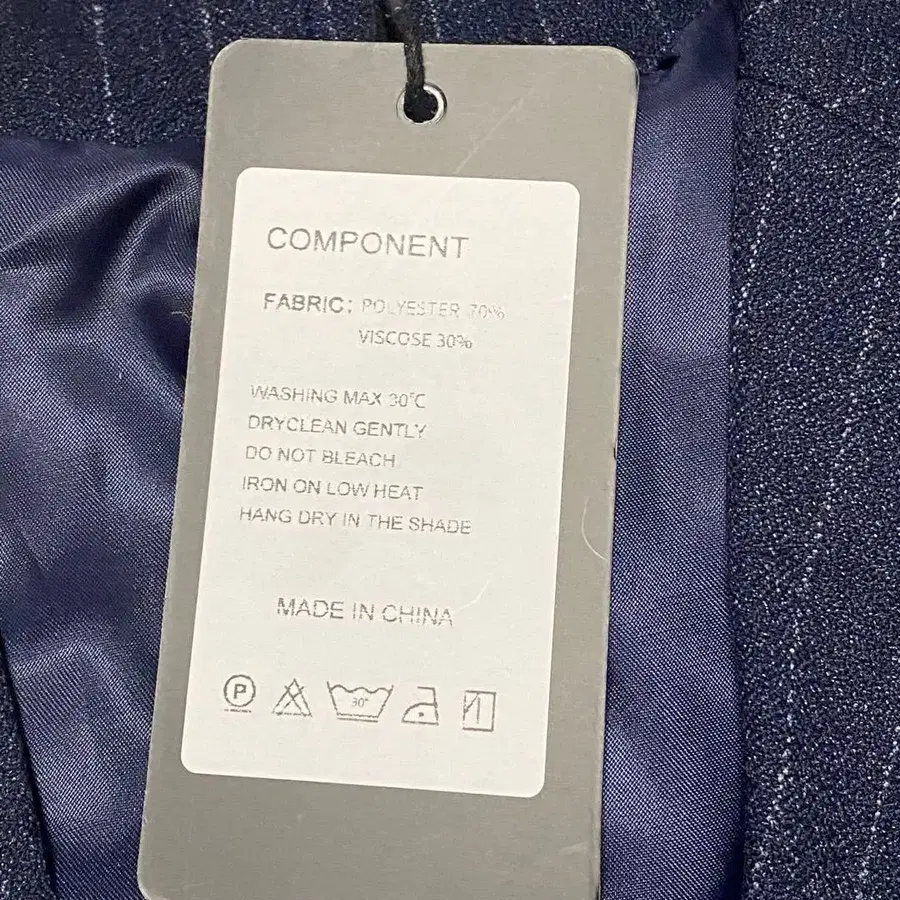 COMPONENT
FABRIC: POLYESTER 70%
VISCOSE 30%
WASHING MAX 30°C
DRYCLEAN GENTLY
DO NOT BLEACH
IRON ON LOW HEAT
HANG DRY IN THE SHADE
MADE IN CHINA
P
30°